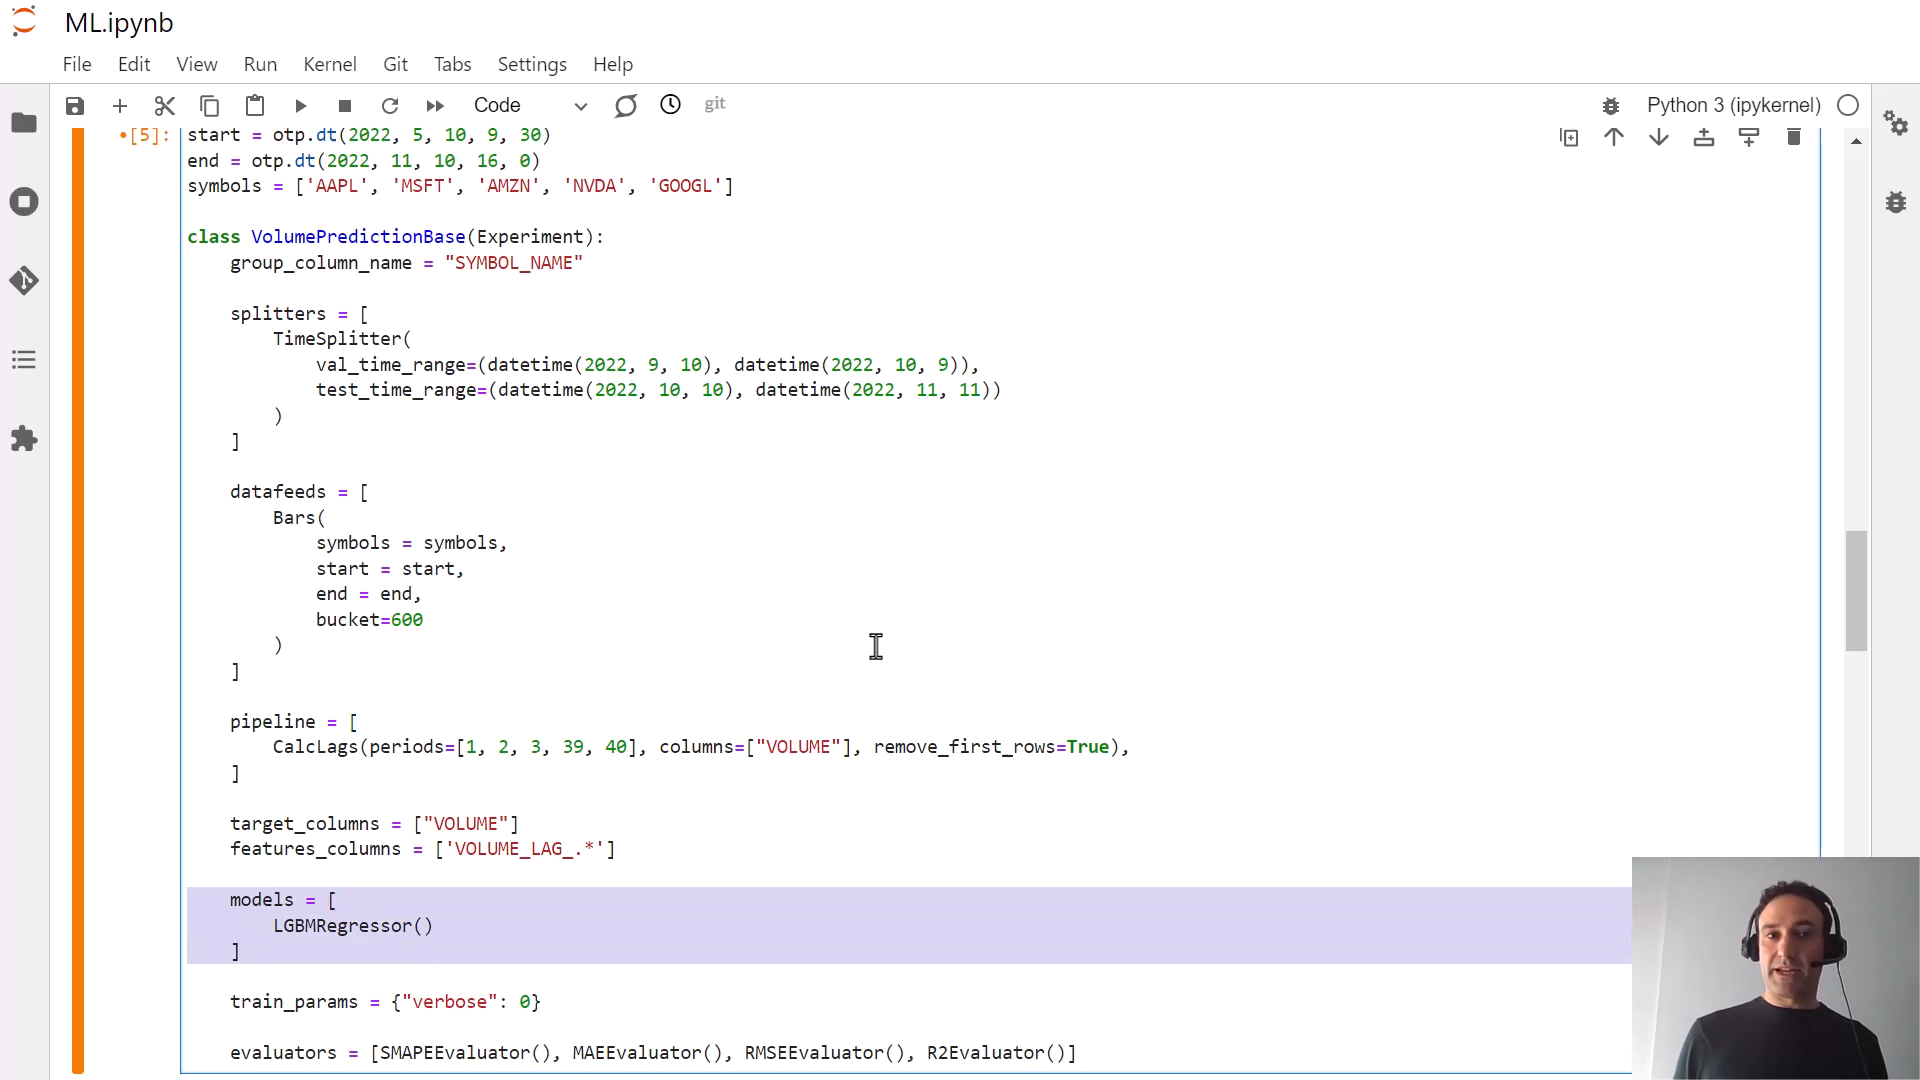 ML.ipynb
File Edit View Run Kernel Git Tabs Settings Help
Code git Python 3 (ipykernel)
•[5]: start = otp.dt(2022, 5, 10, 9, 30)
end = otp.dt(2022, 11, 10, 16, 0)
symbols = ['AAPL', 'MSFT', 'AMZN', 'NVDA', 'GOOGL']
class VolumePredictionBase(Experiment):
group_column_name = "SYMBOL_NAME"
splitters = [
TimeSplitter(
val_time_range=(datetime(2022, 9, 10), datetime(2022, 10, 9)),
test_time_range=(datetime(2022, 10, 10), datetime(2022, 11, 11))
)
]
datafeeds = [
Bars(
symbols = symbols,
start = start,
end = end,
bucket=600
)
]
pipeline = [
CalcLags(periods=[1, 2, 3, 39, 40], columns=["VOLUME"], remove_first_rows=True),
]
target_columns = ["VOLUME"]
features_columns = ['VOLUME_LAG_.*']
models = [
LGBMRegressor()
]
train_params = {"verbose": 0}
evaluators = [SMAPEEvaluator(), MAEEvaluator(), RMSEEvaluator(), R2Evaluator()]